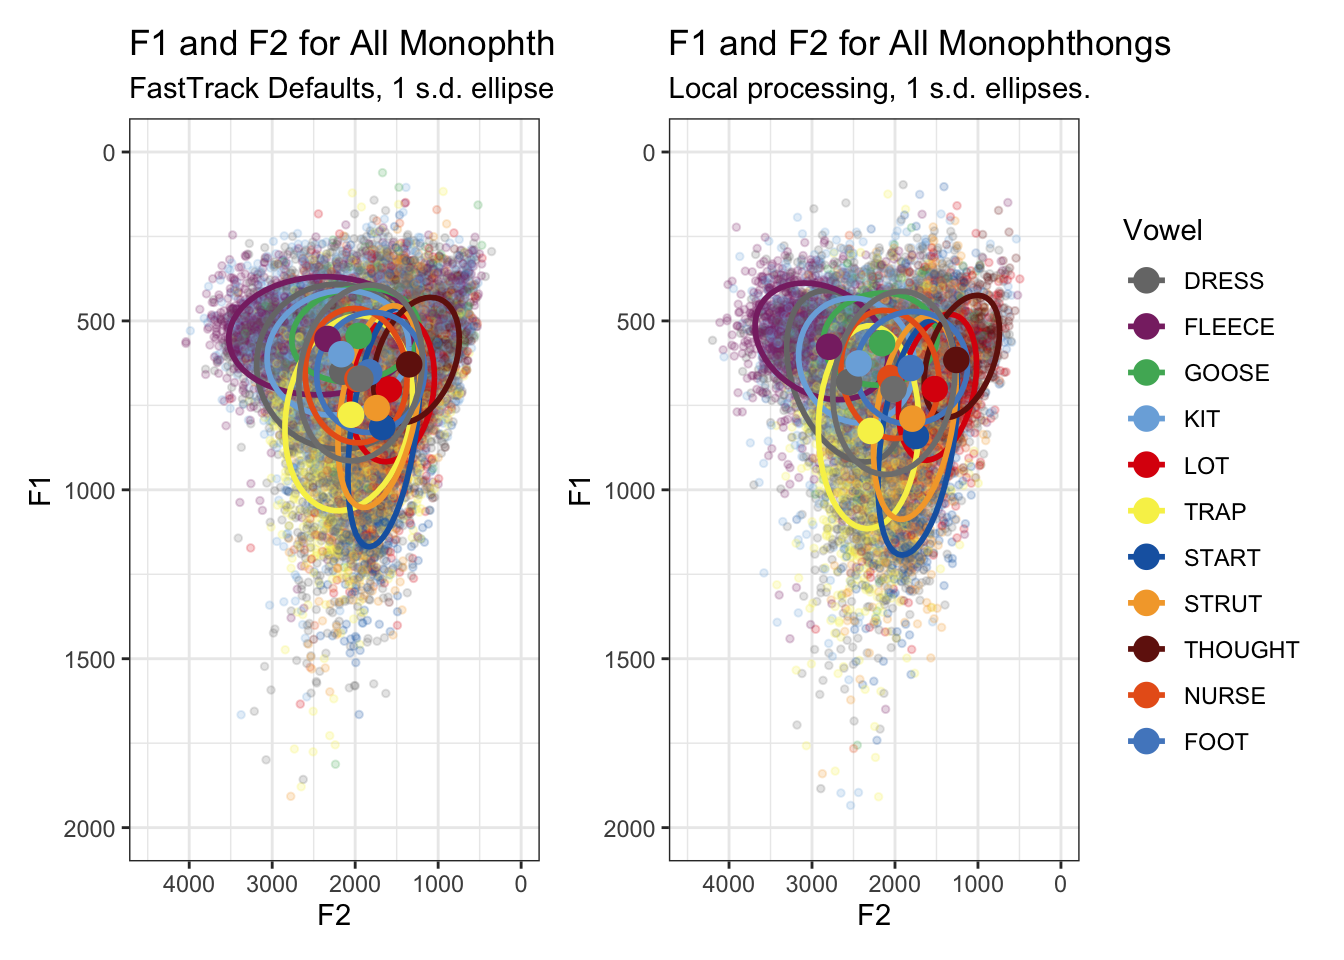 F1 and F2 for All Monophth
FastTrack Defaults, 1 s.d. ellipse
F1 and F2 for All Monophthongs
Local processing, 1 s.d. ellipses.
0
500
1000
1500
2000
F1
4000 3000 2000 1000 0
F2
0
500
1000
1500
2000
F1
4000 3000 2000 1000 0
F2
Vowel
DRESS
FLEECE
GOOSE
KIT
LOT
TRAP
START
STRUT
THOUGHT
NURSE
FOOT